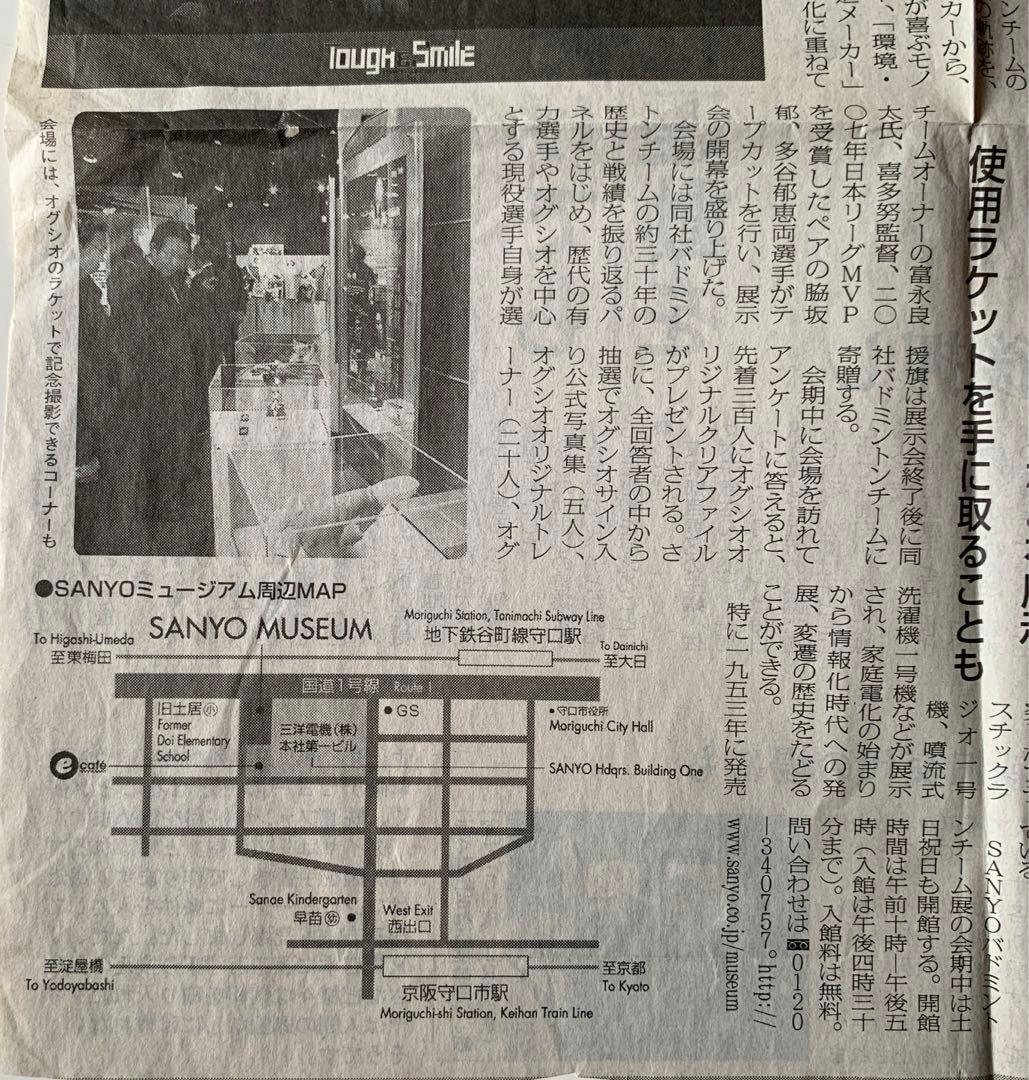 ンチームの
の軌跡を、
カーから、
が喜ぶモノ
、「環境・
メーカー」
化に重ねて
Tough & Smile
使用ラケットを手に取ることも
チームオーナーの富永良
太氏、喜多努監督、二〇
〇七年日本リーグＭＶＰ
を受賞したペアの脇坂
郁、多谷郁恵両選手がテ
ープカットを行い、展示
会の開幕を盛り上げた。
会場には同社バドミン
トンチームの約三十年の
歴史と戦績を振り返るパ
ネルをはじめ、歴代の有
力選手やオグシオを中心
とする現役選手自身が選
会場には、オグシオのラケットで記念撮影できるコーナーも
援旗は展示会終了後に同
社バドミントンチームに
寄贈する。
会期中に会場を訪れて
アンケートに答えると、
先着三百人にオグシオオ
リジナルクリアファイル
がプレゼントされる。さ
らに、全回答者の中から
抽選でオグシオサイン入
り公式写真集（五人）、
オグシオオリジナルトレ
ーナー（二十人）、オグ
スチックラ
ジオ一号
機、噴流式
洗濯機一号機などが展示
され、家庭電化の始まり
から情報化時代への発
展、変遷の歴史をたどる
ことができる。
特に一九五三年に発売
ている。
ＳＡＮＹＯバドミント
ンチーム展の会期中は土
日祝日も開館する。開館
時間は午前十時―午後五
時（入館は午後四時三十
分まで）。入館料は無料。
問い合わせは0120
―340757。http://
www.sanyo.co.jp/museum
●SANYOミュージアム周辺MAP
SANYO MUSEUM
Moriguchi Station, Tanimachi Subway Line
地下鉄谷町線守口駅
To Higashi-Umeda
至東梅田
To Dainichi
至大日
国道1号線 Route 1
旧土居㋛
Former
Doi Elementary
School
三洋電機（株）
本社第一ビル
GS
守口市役所
Moriguchi City Hall
e café
SANYO Hdqrs. Building One
Sanae Kindergarten
早苗㊙
West Exit
西出口
至淀屋橋
To Yodoyabashi
至京都
To Kyoto
京阪守口市駅
Moriguchi-shi Station, Keihan Train Line